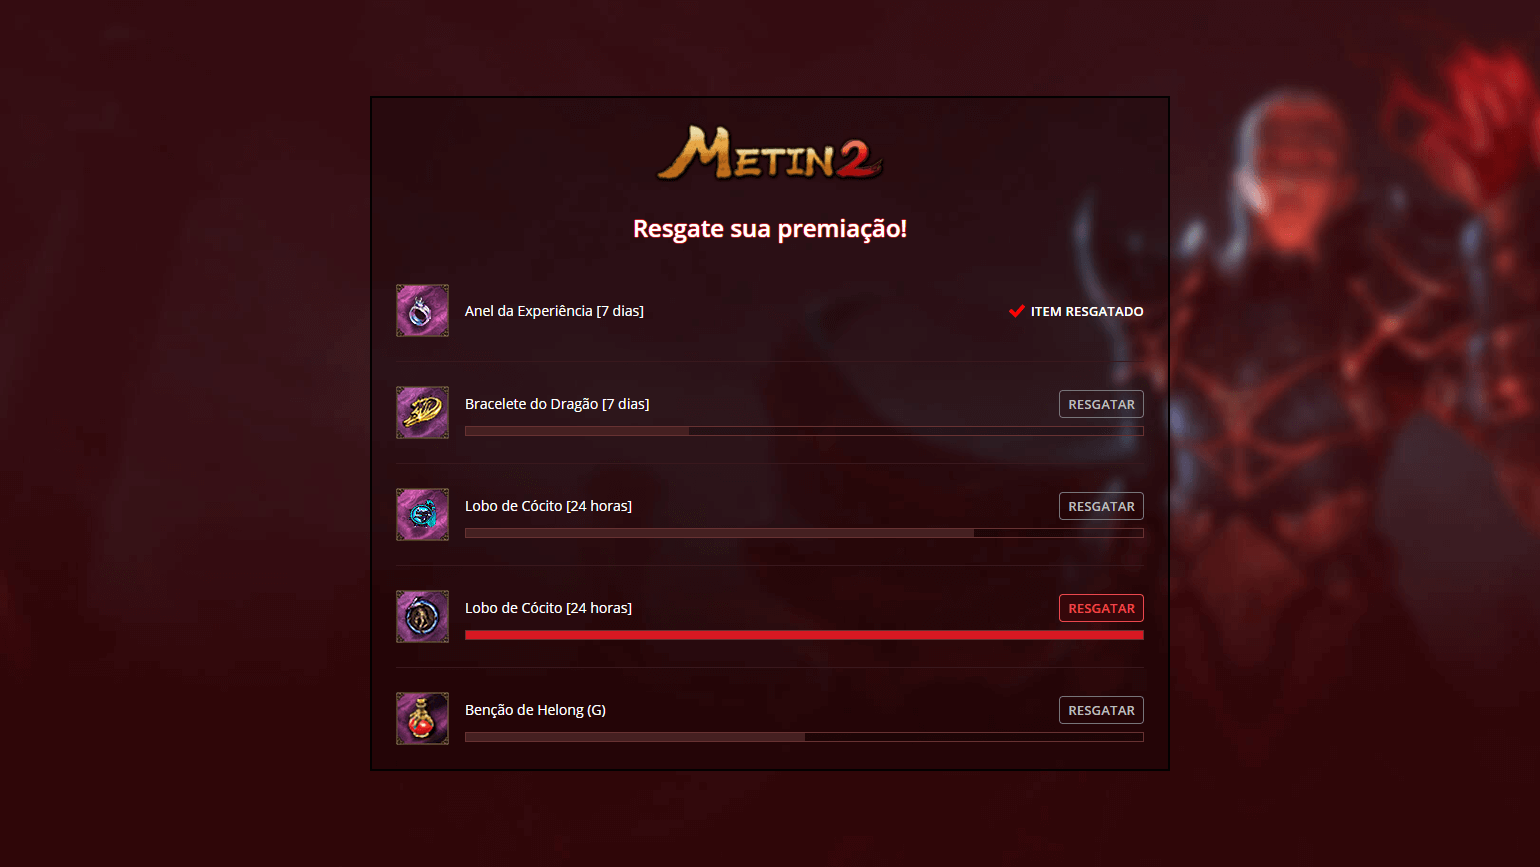 METIN2
Resgate sua premiação!
Anel da Experiência [7 dias]
ITEM RESGATADO
Bracelete do Dragão [7 dias]
RESGATAR
Lobo de Cócito [24 horas]
RESGATAR
Lobo de Cócito [24 horas]
RESGATAR
Benção de Helong (G)
RESGATAR